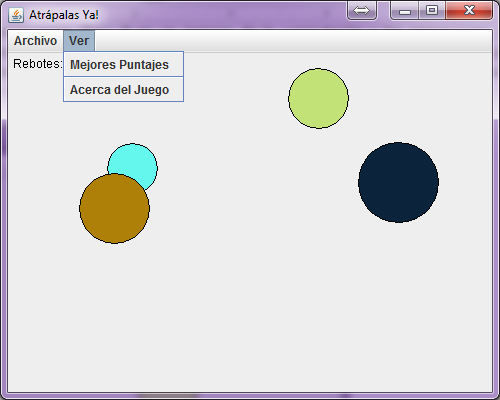 Atrápalas Ya!
Archivo Ver
Rebotes:
Mejores Puntajes
Acerca del Juego